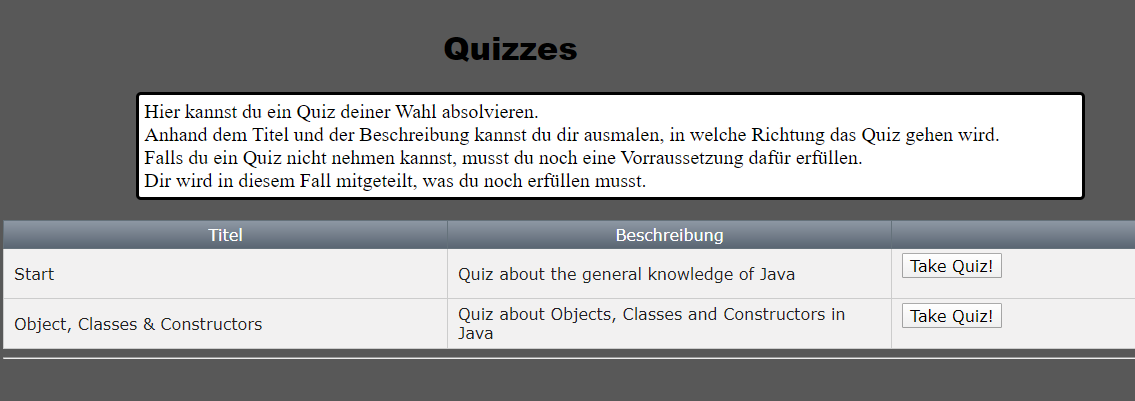 Quizzes
Hier kannst du ein Quiz deiner Wahl absolvieren.
Anhand dem Titel und der Beschreibung kannst du dir ausmalen, in welche Richtung das Quiz gehen wird.
Falls du ein Quiz nicht nehmen kannst, musst du noch eine Vorraussetzung dafür erfüllen.
Dir wird in diesem Fall mitgeteilt, was du noch erfüllen musst.
Titel Beschreibung
Start Quiz about the general knowledge of Java Take Quiz!
Object, Classes & Constructors Quiz about Objects, Classes and Constructors in Take Quiz!
Java